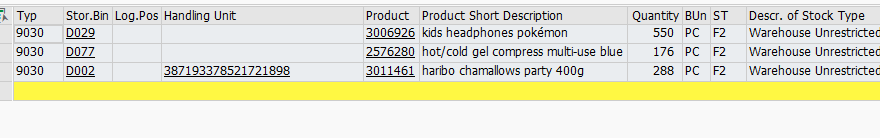 Typ Stor.Bin Log.Pos Handling Unit Product Product Short Description Quantity BUn ST Descr. of Stock Type
9030 D029 3006926 kids headphones pokémon 550 PC F2 Warehouse Unrestricted
9030 D077 2576280 hot/cold gel compress multi-use blue 176 PC F2 Warehouse Unrestricted
9030 D002 387193378521721898 3011461 haribo chamallows party 400g 288 PC F2 Warehouse Unrestricted